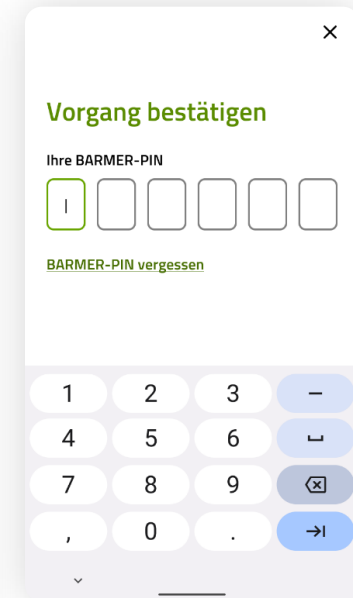 Vorgang bestätigen
Ihre BARMER-PIN
BARMER-PIN vergessen
1 2 3 –
4 5 6
7 8 9
, 0 .